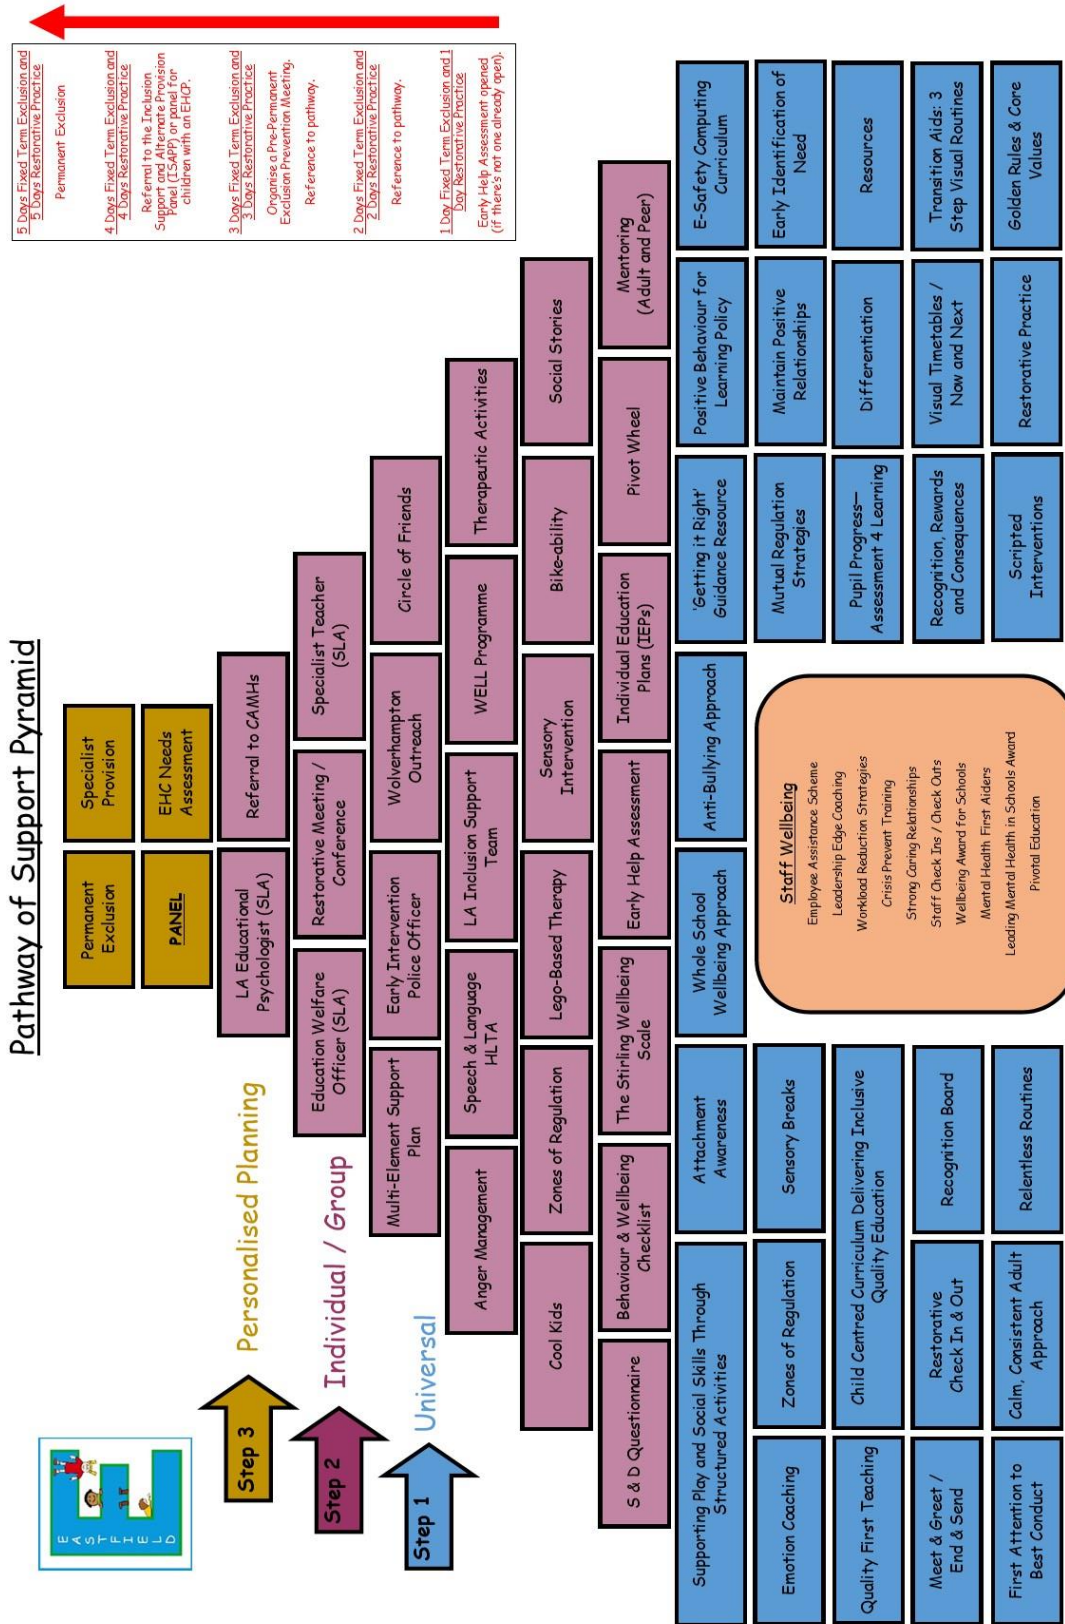 Pathway of Support Pyramid
EASTFIELD
Step 3
Personalised Planning
Step 2
Individual / Group
Step 1
Universal
5 Days Fixed Term Exclusion and
5 Days Restorative Practice
Permanent Exclusion
4 Days Fixed Term Exclusion and
4 Days Restorative Practice
Referral to the Inclusion
Support and Alternate Provision
Panel (ISAPP) or panel for
children with an EHCP.
3 Days Fixed Term Exclusion and
3 Days Restorative Practice
Organise a Pre-Permanent
Exclusion Prevention Meeting.
Reference to pathway.
2 Days Fixed Term Exclusion and
2 Days Restorative Practice
Reference to pathway.
1 Day Fixed Term Exclusion and 1
Day Restorative Practice
Early Help Assessment opened
(if there's not one already open).
Permanent
Exclusion
Specialist
Provision
PANEL
EHC Needs
Assessment
LA Educational
Psychologist (SLA)
Referral to CAMHs
Education Welfare
Officer (SLA)
Restorative Meeting /
Conference
Specialist Teacher
(SLA)
Multi-Element Support
Plan
Early Intervention
Police Officer
Wolverhampton
Outreach
Circle of Friends
Anger Management
Speech & Language
HLTA
LA Inclusion Support
Team
WELL Programme
Therapeutic Activities
Cool Kids
Zones of Regulation
Lego-Based Therapy
Sensory
Intervention
Bike-ability
Social Stories
S & D Questionnaire
Behaviour & Wellbeing
Checklist
The Stirling Wellbeing
Scale
Early Help Assessment
Individual Education
Plans (IEPs)
Pivot Wheel
Mentoring
(Adult and Peer)
Supporting Play and Social Skills Through
Structured Activities
Attachment
Awareness
Whole School
Wellbeing Approach
Anti-Bullying Approach
'Getting it Right'
Guidance Resource
Positive Behaviour for
Learning Policy
E-Safety Computing
Curriculum
Emotion Coaching
Zones of Regulation
Sensory Breaks
Mutual Regulation
Strategies
Maintain Positive
Relationships
Early Identification of
Need
Quality First Teaching
Child Centred Curriculum Delivering Inclusive
Quality Education
Pupil Progress—
Assessment 4 Learning
Differentiation
Resources
Meet & Greet /
End & Send
Restorative
Check In & Out
Recognition Board
Recognition, Rewards
and Consequences
Visual Timetables /
Now and Next
Transition Aids: 3
Step Visual Routines
First Attention to
Best Conduct
Calm, Consistent Adult
Approach
Relentless Routines
Scripted
Interventions
Restorative Practice
Golden Rules & Core
Values
Staff Wellbeing
Employee Assistance Scheme
Leadership Edge Coaching
Workload Reduction Strategies
Crisis Prevent Training
Strong Caring Relationships
Staff Check Ins / Check Outs
Wellbeing Award for Schools
Mental Health First Aiders
Leading Mental Health in Schools Award
Pivotal Education